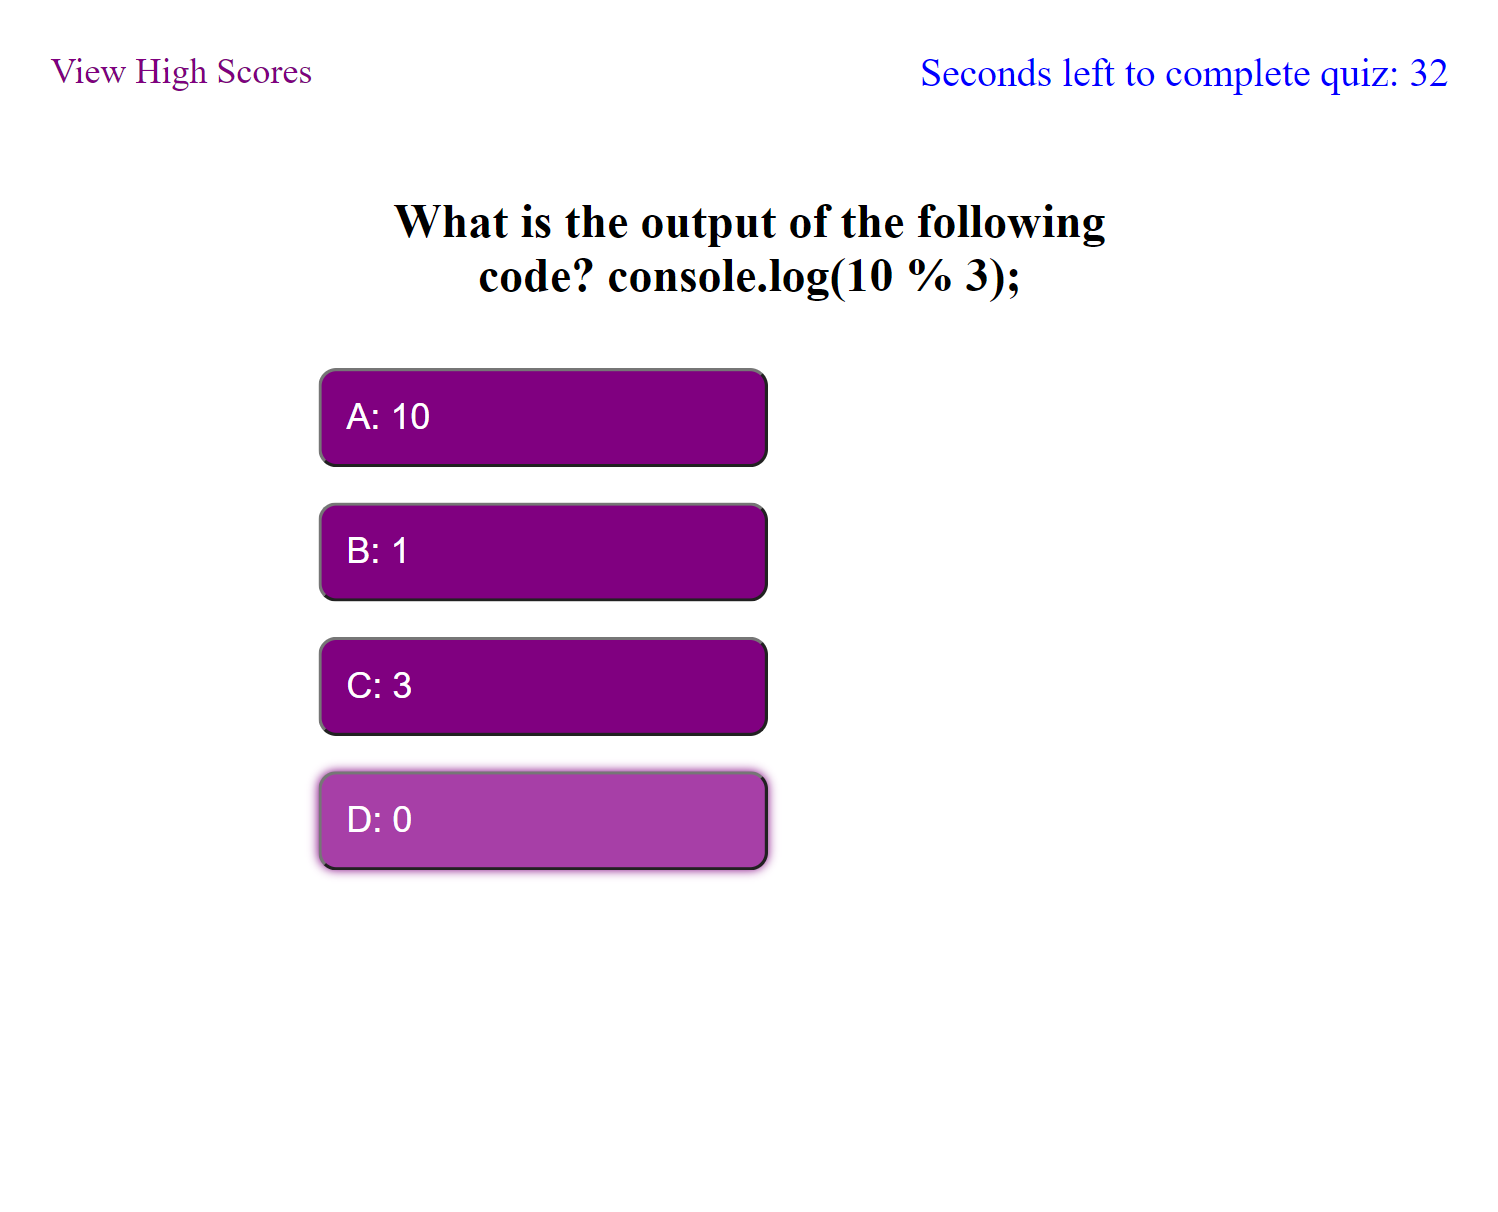 View High Scores
Seconds left to complete quiz: 32
What is the output of the following
code? console.log(10 % 3);
A: 10
B: 1
C: 3
D: 0